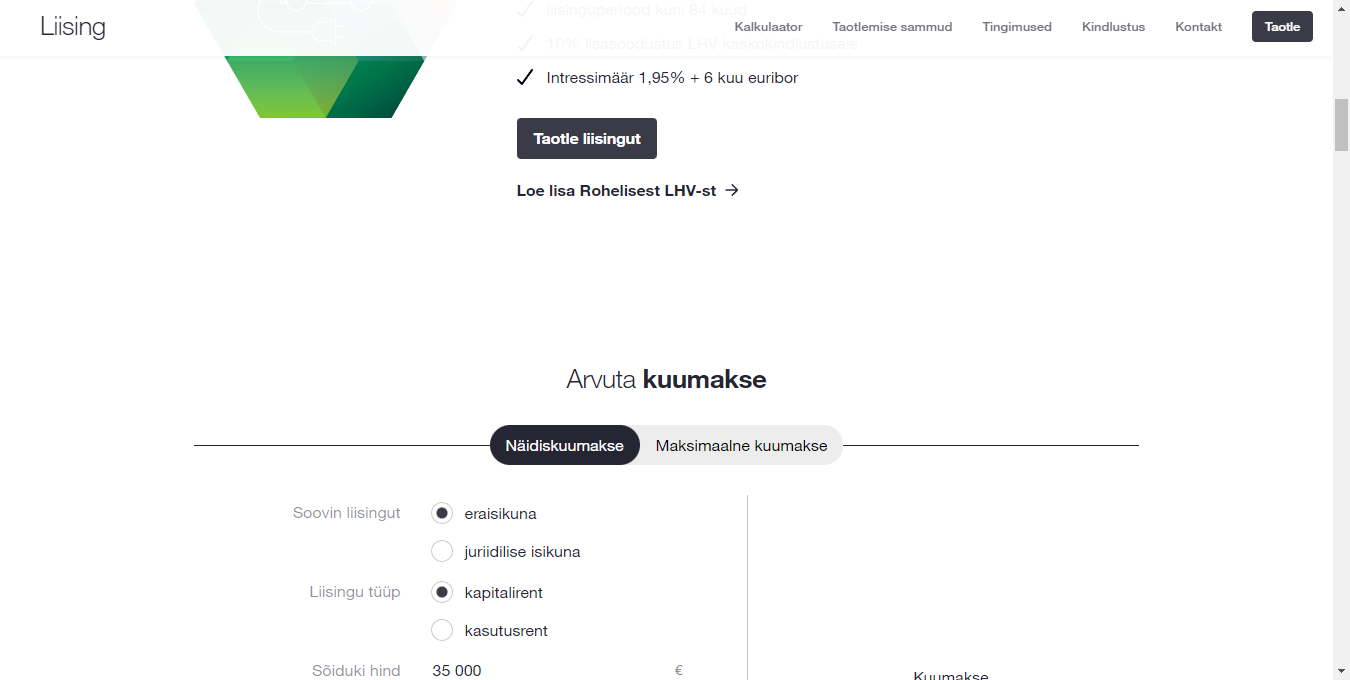 liisinguperiood kuni 84 kuud
Liising
Kalkulaator Taotlemise sammud Tingimused Kindlustus Kontakt Taotle
10% lisasoodustus LHV kaskokindlustusele
Intressimäär 1,95% + 6 kuu euribor
Taotle liisingut
Loe lisa Rohelisest LHV-st →
Arvuta kuumakse
Näidiskuumakse Maksimaalne kuumakse
Soovin liisingut eraisikuna
juriidilise isikuna
Liisingu tüüp kapitalirent
kasutusrent
Sõiduki hind 35 000 €
Kuumakse